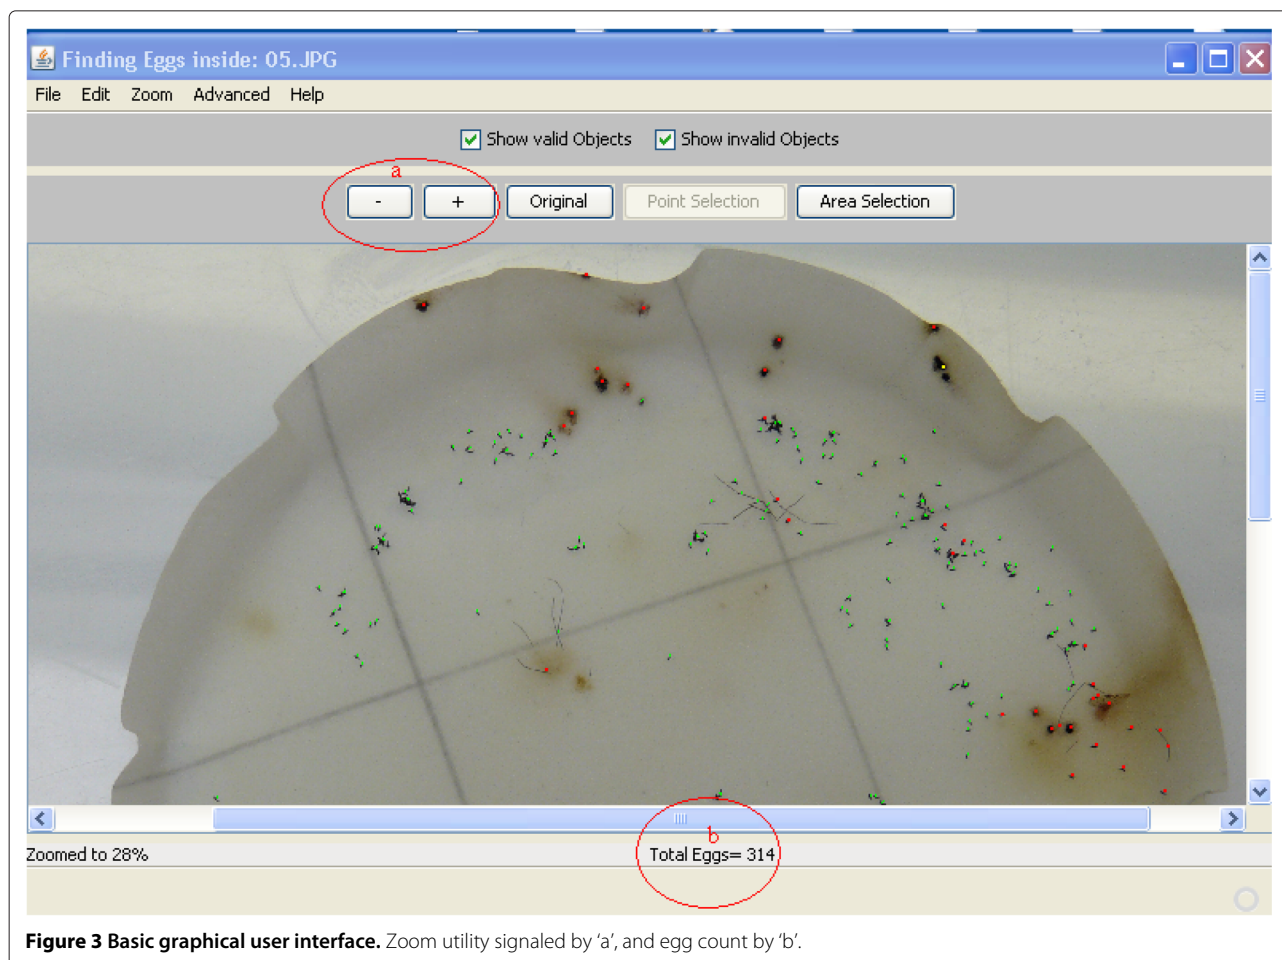 Finding Eggs inside: 05.JPG
File Edit Zoom Advanced Help
Show valid Objects Show invalid Objects
a
- + Original Point Selection Area Selection
b
Zoomed to 28% Total Eggs= 314
Figure 3 Basic graphical user interface. Zoom utility signaled by ‘a’, and egg count by ‘b’.